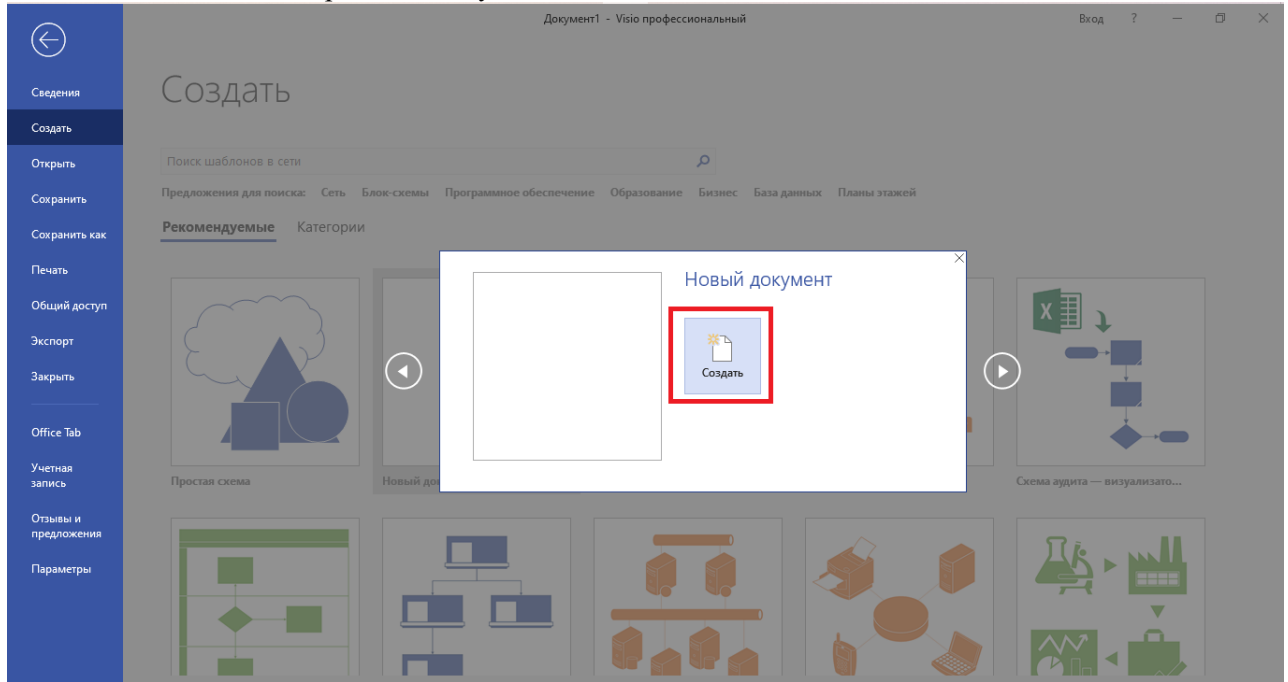 Документ1 - Visio профессиональный
Вход ?
Создать
Сведения
Создать
Открыть
Сохранить
Сохранить как
Печать
Общий доступ
Экспорт
Закрыть
Office Tab
Учетная
запись
Отзывы и
предложения
Параметры
Поиск шаблонов в сети
Предложения для поиска: Сеть Блок-схемы Программное обеспечение Образование Бизнес База данных Планы этажей
Рекомендуемые Категории
Новый документ
Создать
Простая схема
Новый до
Схема аудита — визуализато...